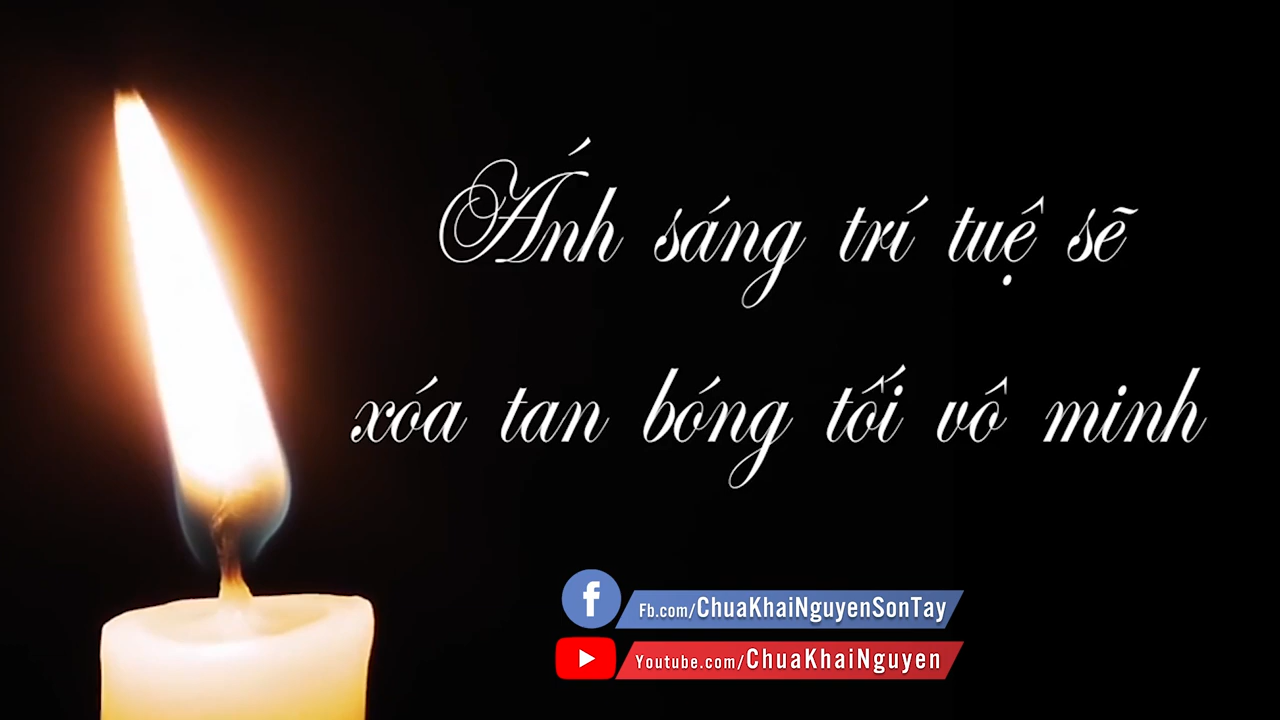 Ánh sáng trí tuệ sẽ
xóa tan bóng tối vô minh
Fb.com/ChuaKhaiNguyenSonTay
Youtube.com/ChuaKhaiNguyen